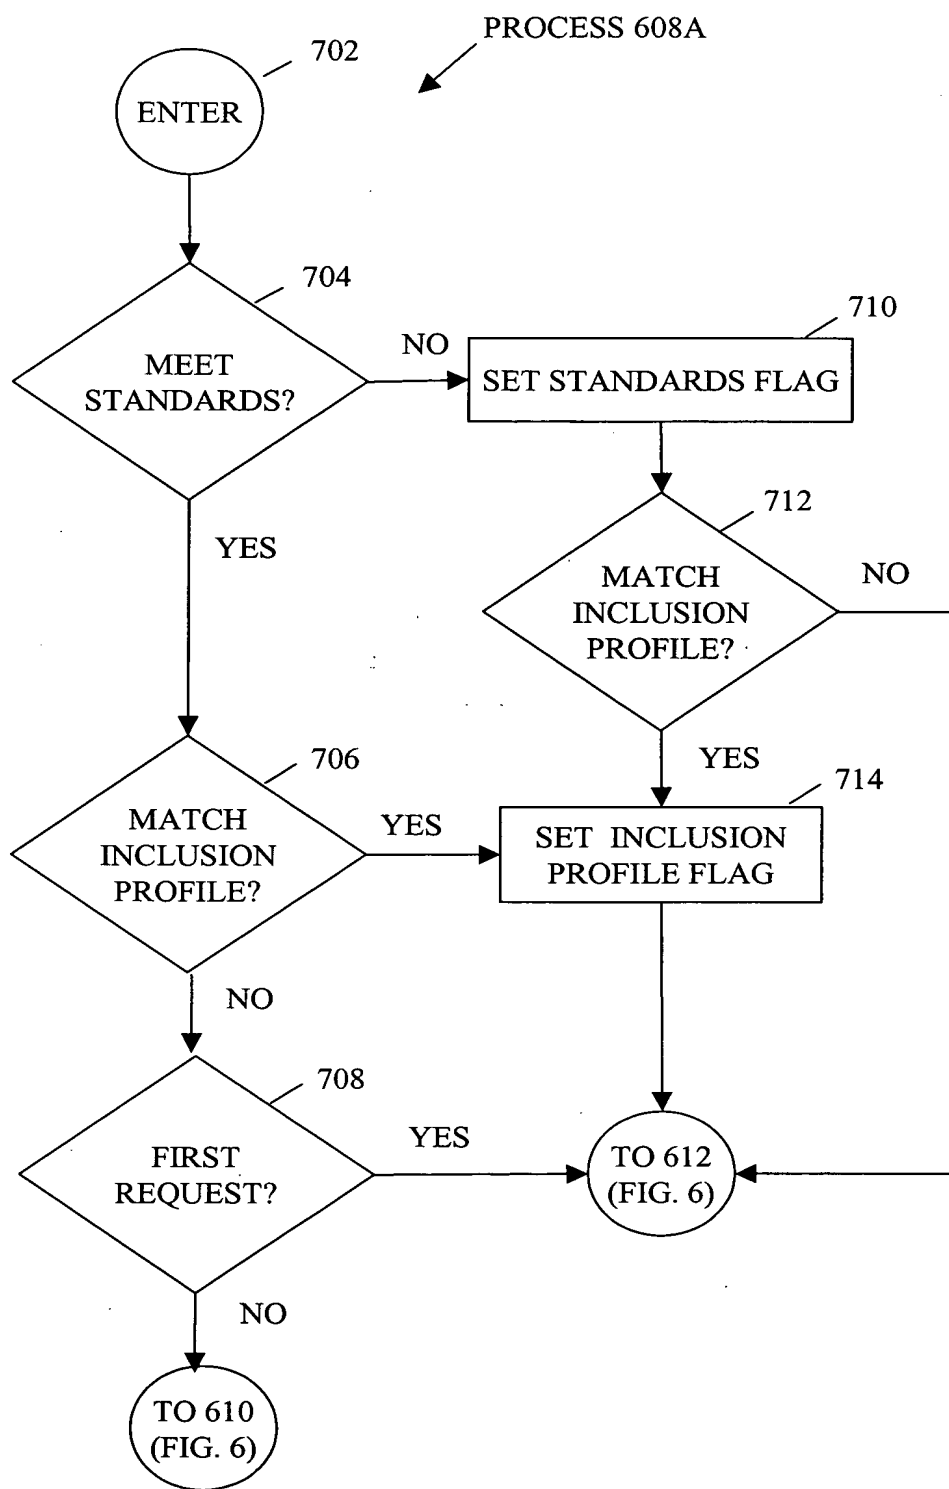 PROCESS 608A
702
ENTER
704
MEET
STANDARDS?
NO
710
SET STANDARDS FLAG
YES
712
MATCH
INCLUSION
PROFILE?
NO
YES
706
MATCH
INCLUSION
PROFILE?
YES
714
SET INCLUSION
PROFILE FLAG
NO
708
FIRST
REQUEST?
YES
TO 612
(FIG. 6)
NO
TO 610
(FIG. 6)